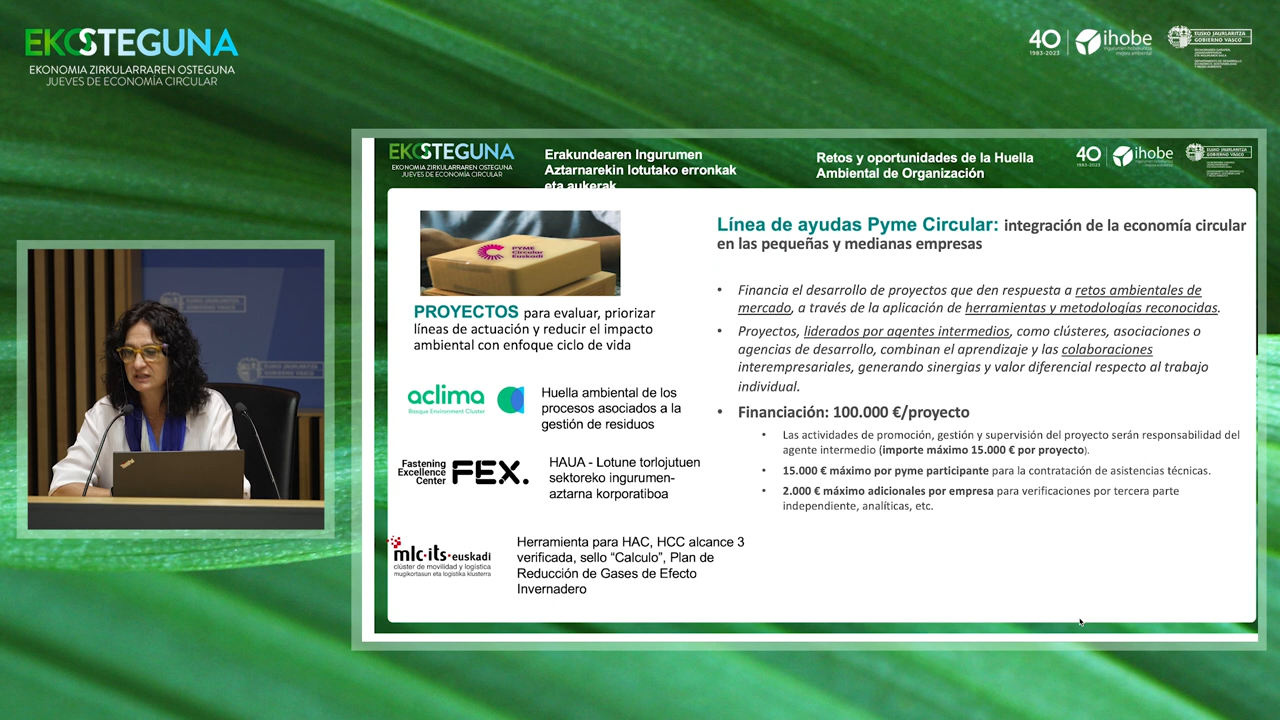 EKOSTEGUNA
EKONOMIA ZIRKULARRAREN OSTEGUNA
JUEVES DE ECONOMÍA CIRCULAR
40
1983-2023
ihobe
EUSKO JAURLARITZA
GOBIERNO VASCO
EKOSTEGUNA
EKONOMIA ZIRKULARRAREN OSTEGUNA
JUEVES DE ECONOMÍA CIRCULAR
Erakundearen Ingurumen
Aztarnarekin lotutako erronkak
eta aukerak
Retos y oportunidades de la Huella
Ambiental de Organización
40
1983-2023
ihobe
PYME
Circular
Euskadi
PROYECTOS para evaluar, priorizar
líneas de actuación y reducir el impacto
ambiental con enfoque ciclo de vida
aclima
Basque Environment Cluster
Huella ambiental de los
procesos asociados a la
gestión de residuos
Fastening
Excellence
Center
FEX.
HAUA - Lotune torlojutuen
sektoreko ingurumen-
aztarna korporatiboa
mlc·its·euskadi
clúster de movilidad y logística
mugikortasun eta logistika klusterra
Herramienta para HAC, HCC alcance 3
verificada, sello “Calculo”, Plan de
Reducción de Gases de Efecto
Invernadero
Línea de ayudas Pyme Circular: integración de la economía circular
en las pequeñas y medianas empresas
• Financia el desarrollo de proyectos que den respuesta a retos ambientales de
mercado, a través de la aplicación de herramientas y metodologías reconocidas.
• Proyectos, liderados por agentes intermedios, como clústeres, asociaciones o
agencias de desarrollo, combinan el aprendizaje y las colaboraciones
interempresariales, generando sinergias y valor diferencial respecto al trabajo
individual.
• Financiación: 100.000 €/proyecto
• Las actividades de promoción, gestión y supervisión del proyecto serán responsabilidad del
agente intermedio (importe máximo 15.000 € por proyecto).
• 15.000 € máximo por pyme participante para la contratación de asistencias técnicas.
• 2.000 € máximo adicionales por empresa para verificaciones por tercera parte
independiente, analíticas, etc.